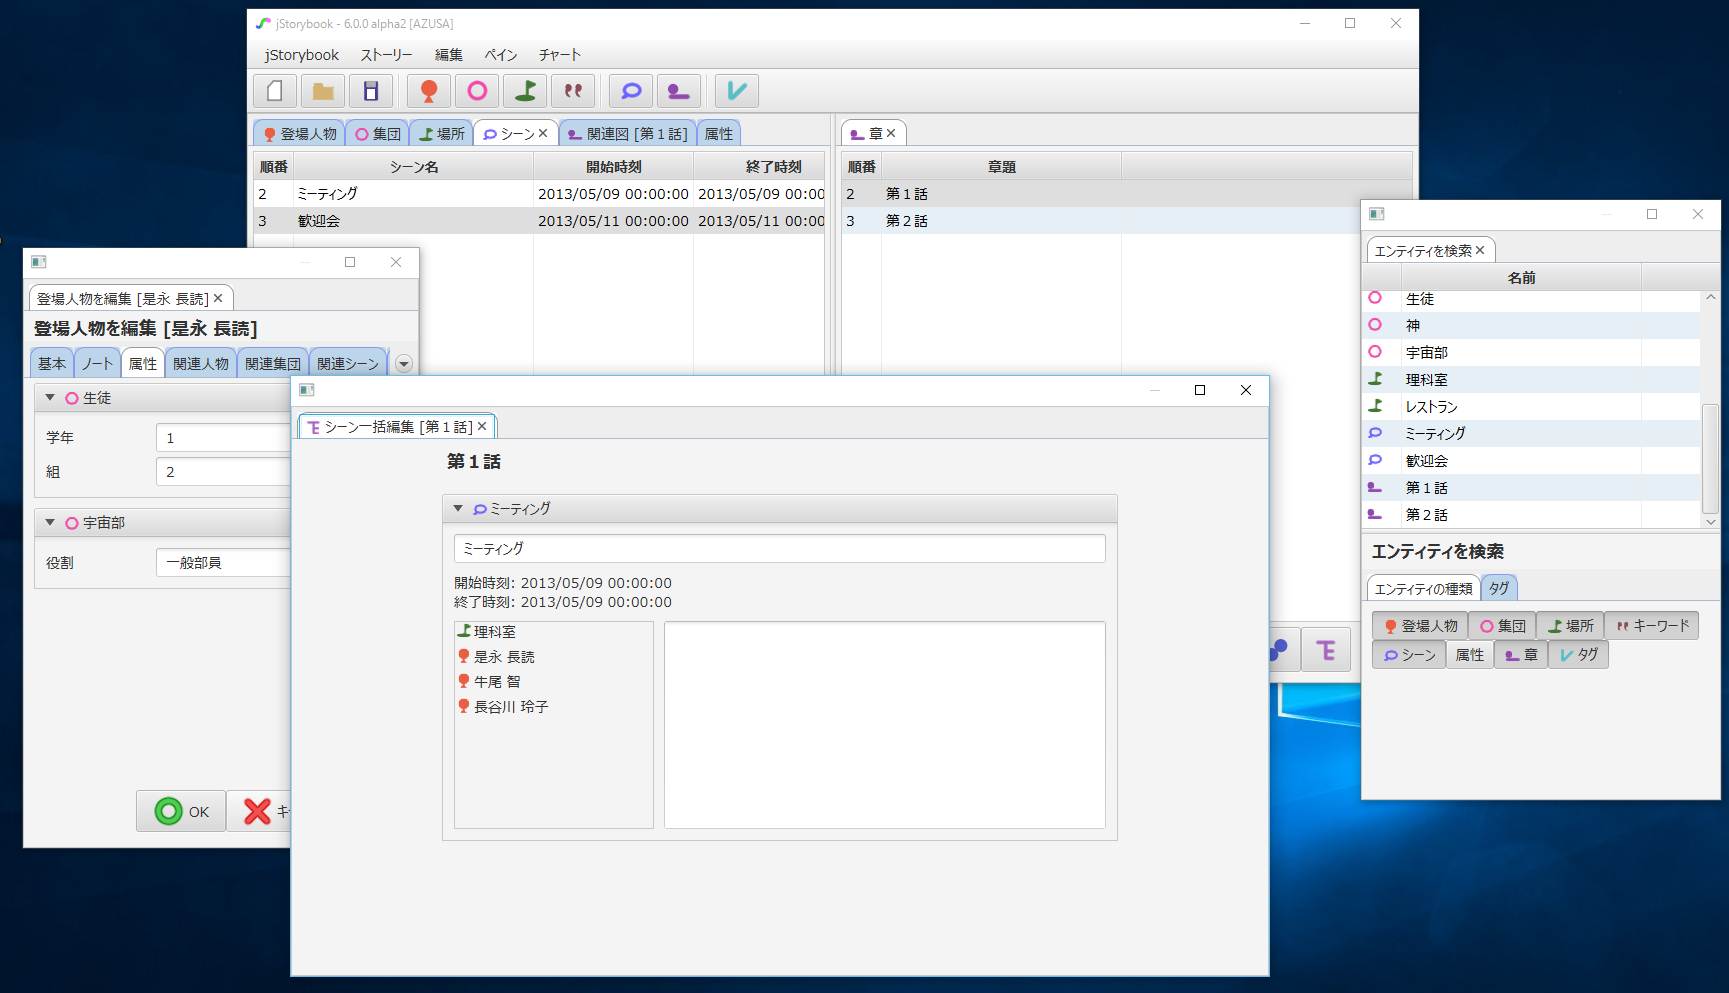 jStorybook - 6.0.0 alpha2 [AZUSA]
jStorybook ストーリー 編集 ペイン チャート
登場人物 集団 場所 シーン 関連図 [第１話] 属性
順番 シーン名 開始時刻 終了時刻
2 ミーティング 2013/05/09 00:00:00 2013/05/09 00:00
3 歓迎会 2013/05/11 00:00:00 2013/05/11 00:00
章
順番 章題
2 第１話
3 第２話
登場人物を編集 [是永 長読]
登場人物を編集 [是永 長読]
基本 ノート 属性 関連人物 関連集団 関連シーン
生徒
学年 1
組 2
宇宙部
役割 一般部員
OK キ
シーン一括編集 [第１話]
第１話
ミーティング
ミーティング
開始時刻: 2013/05/09 00:00:00
終了時刻: 2013/05/09 00:00:00
理科室
是永 長読
牛尾 智
長谷川 玲子
エンティティを検索
名前
生徒
神
宇宙部
理科室
レストラン
ミーティング
歓迎会
第１話
第２話
エンティティを検索
エンティティの種類 タグ
登場人物 集団 場所 キーワード
シーン 属性 章 タグ